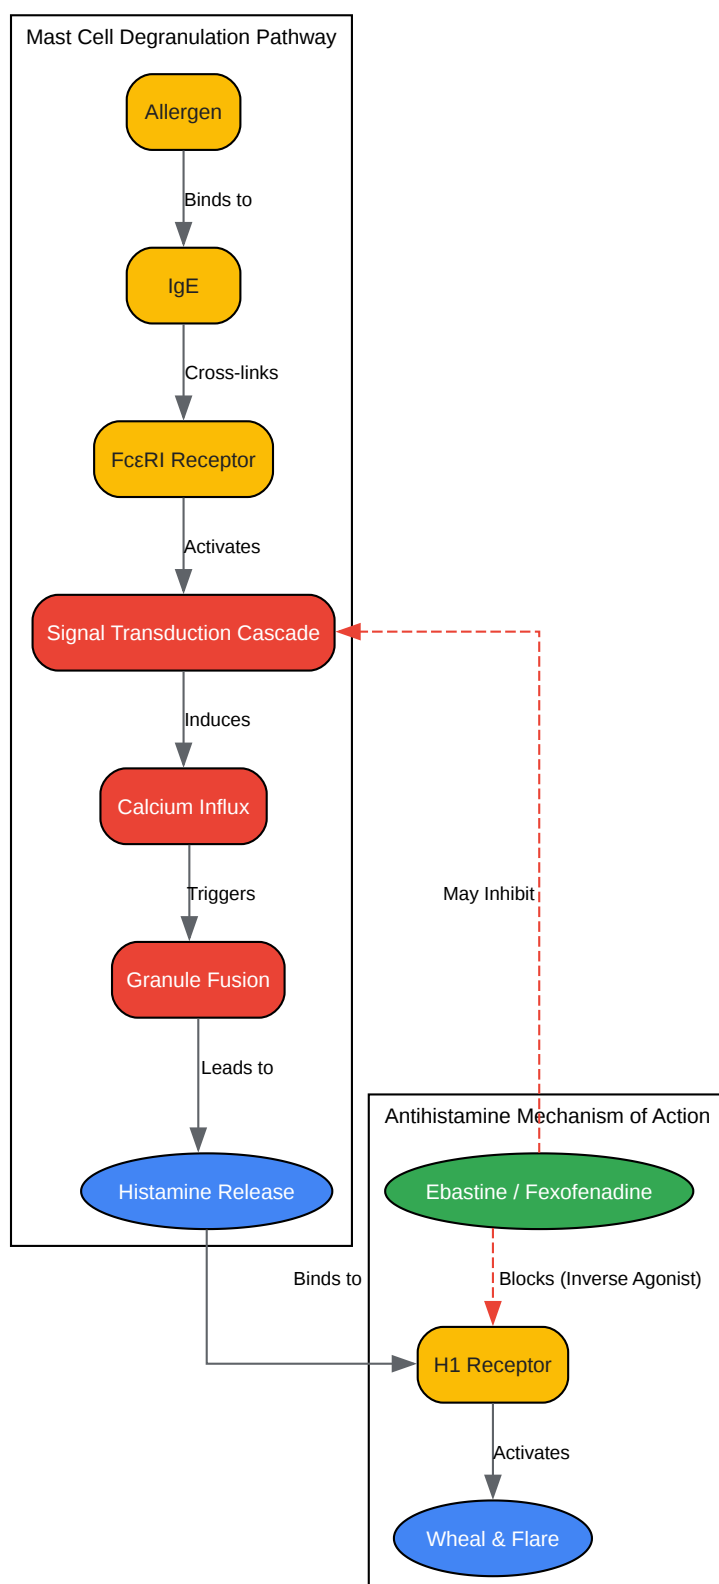 Mast Cell Degranulation Pathway
Allergen
Binds to
IgE
Cross-links
FcεRI Receptor
Activates
Signal Transduction Cascade
Induces
Calcium Influx
Triggers
May Inhibit
Granule Fusion
Leads to
Antihistamine Mechanism of Action
Histamine Release
Ebastine / Fexofenadine
Binds to
Blocks (Inverse Agonist)
H1 Receptor
Activates
Wheal & Flare